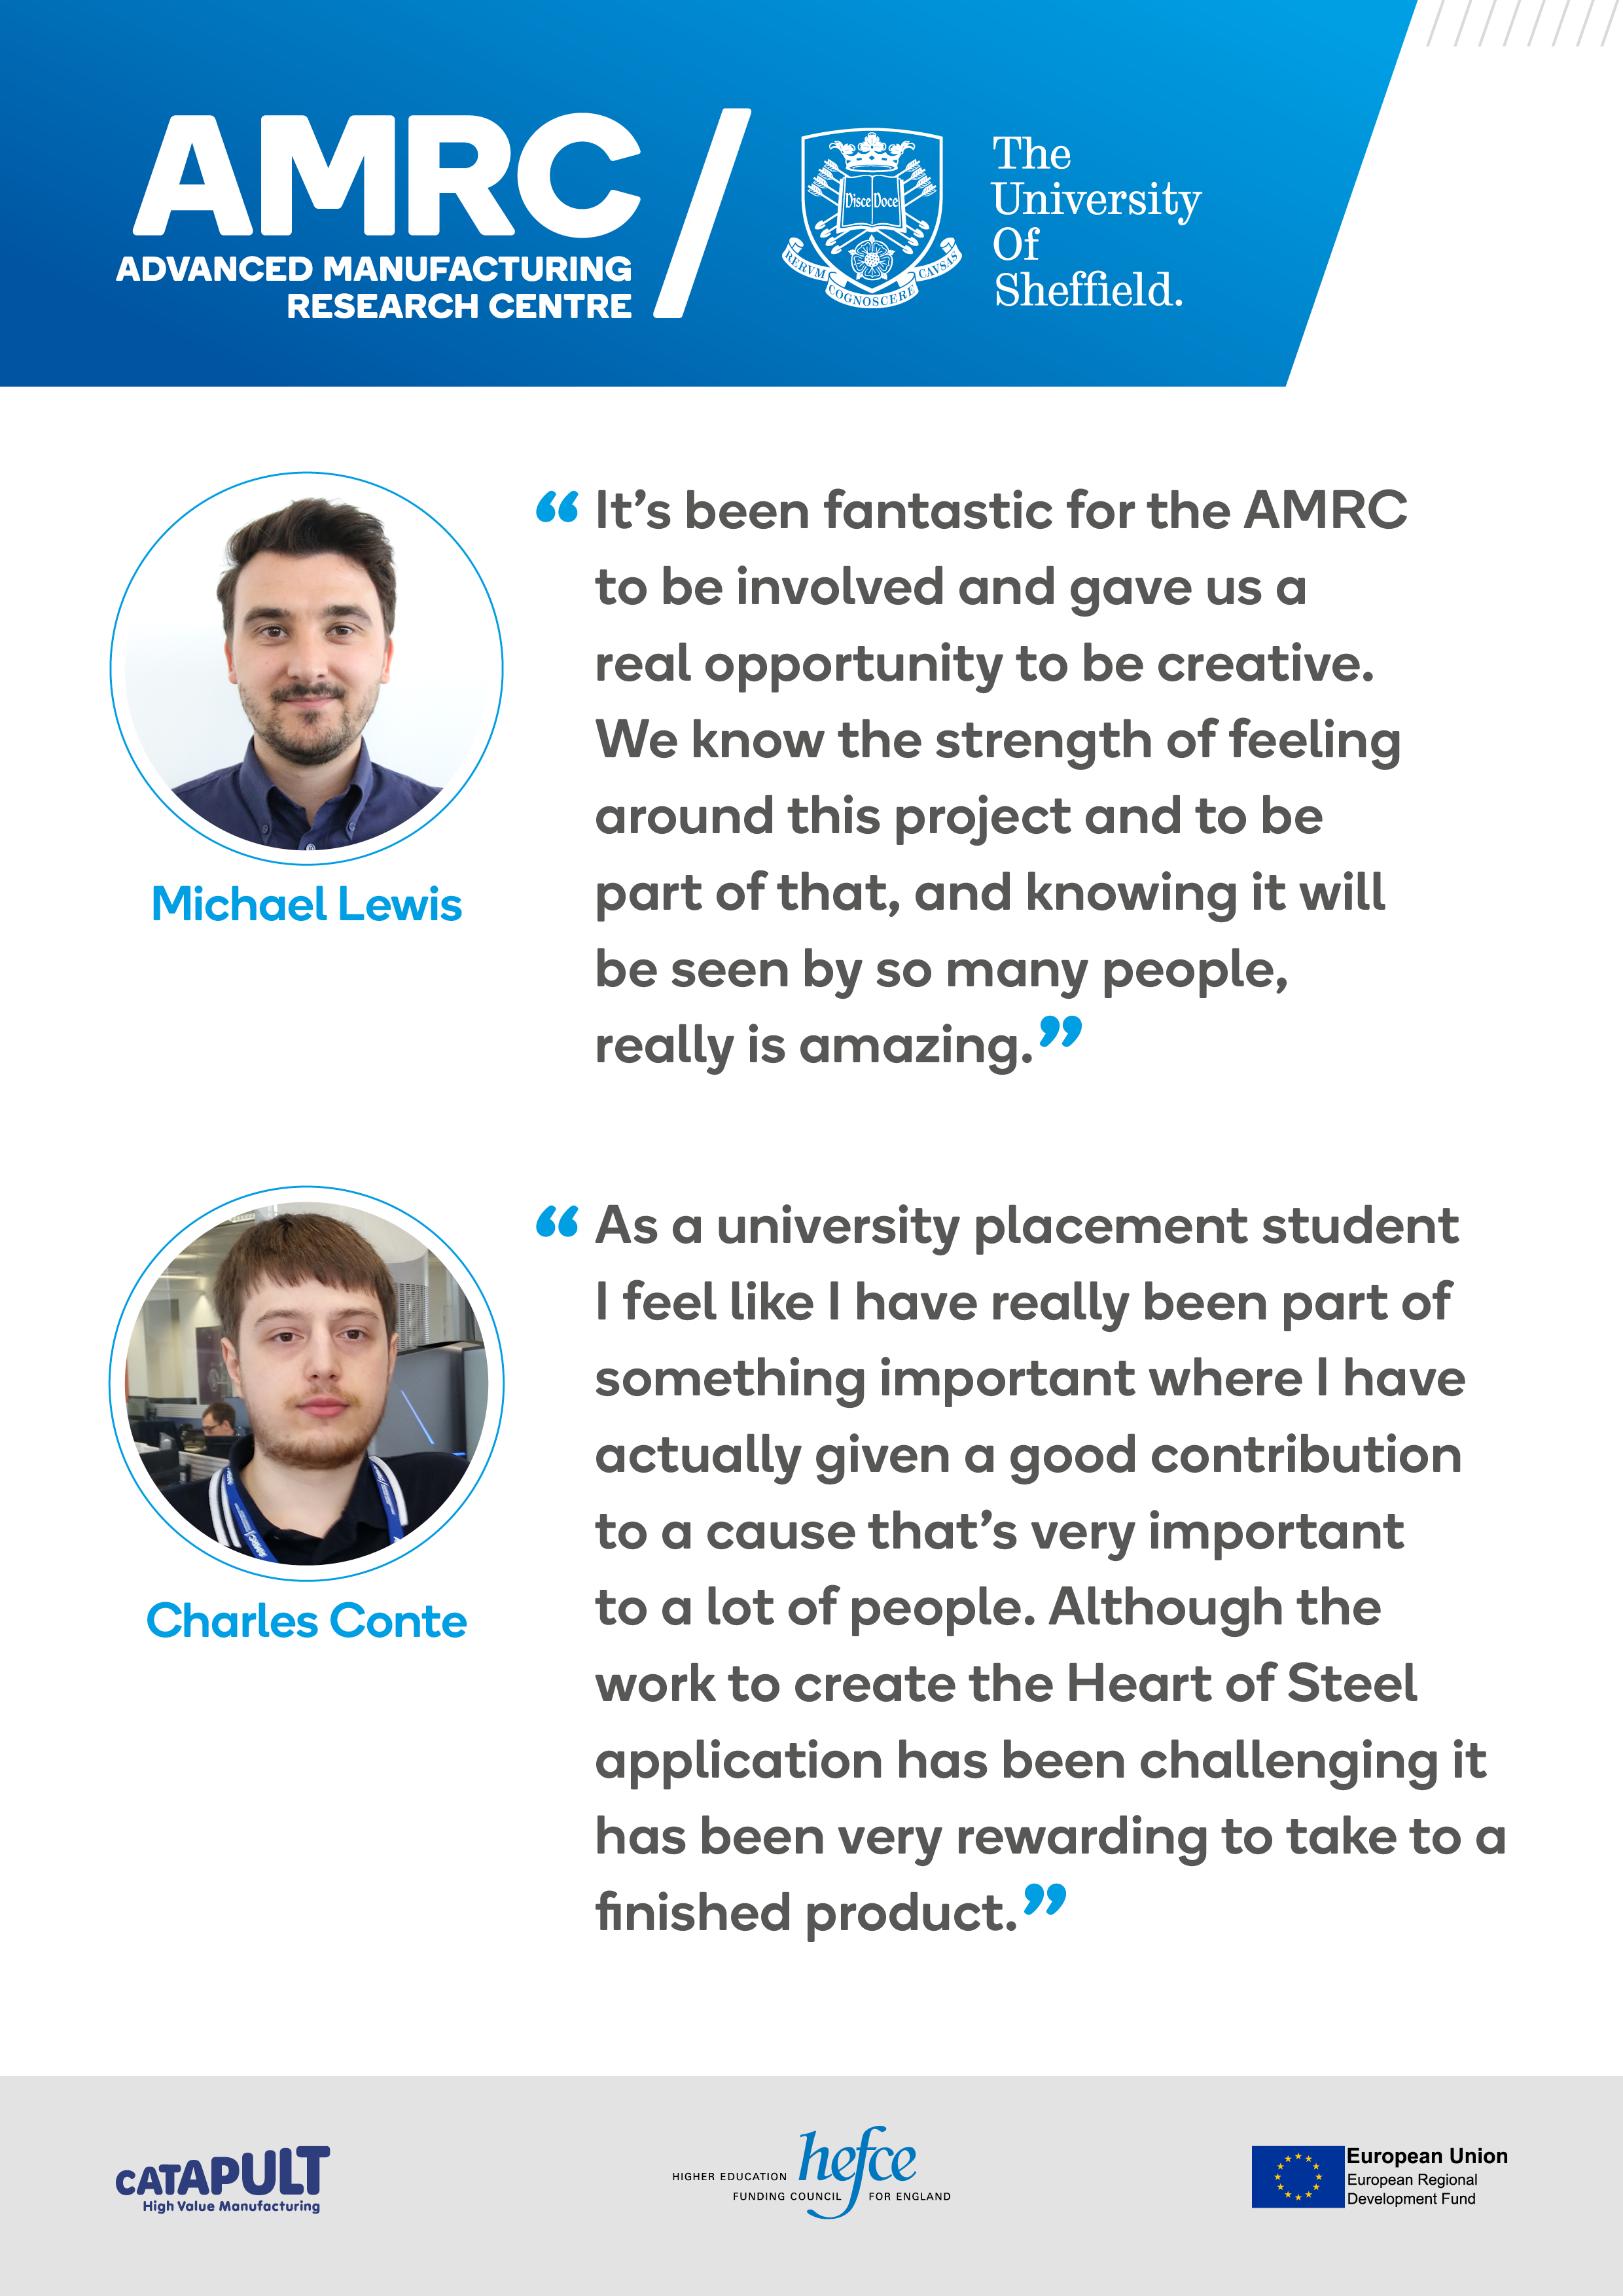 AMRC
ADVANCED MANUFACTURING
RESEARCH CENTRE
Disce Doce
RERVM
COGNOSCERE
CAVSAS
The
University
Of
Sheffield.
“It’s been fantastic for the AMRC
to be involved and gave us a
real opportunity to be creative.
We know the strength of feeling
around this project and to be
part of that, and knowing it will
be seen by so many people,
really is amazing.”
Michael Lewis
“As a university placement student
I feel like I have really been part of
something important where I have
actually given a good contribution
to a cause that’s very important
to a lot of people. Although the
work to create the Heart of Steel
application has been challenging it
has been very rewarding to take to a
finished product.”
Charles Conte
CATAPULT
High Value Manufacturing
HIGHER EDUCATION hefce
FUNDING COUNCIL FOR ENGLAND
European Union
European Regional
Development Fund